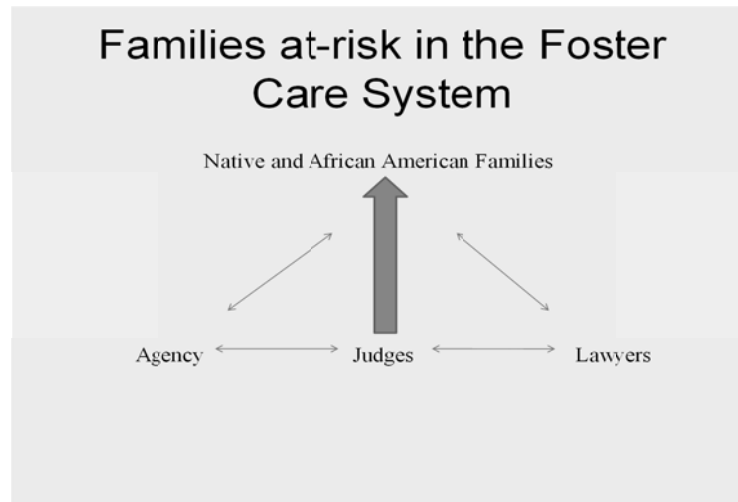 Families at-risk in the Foster
Care System
Native and African American Families
Agency Judges Lawyers